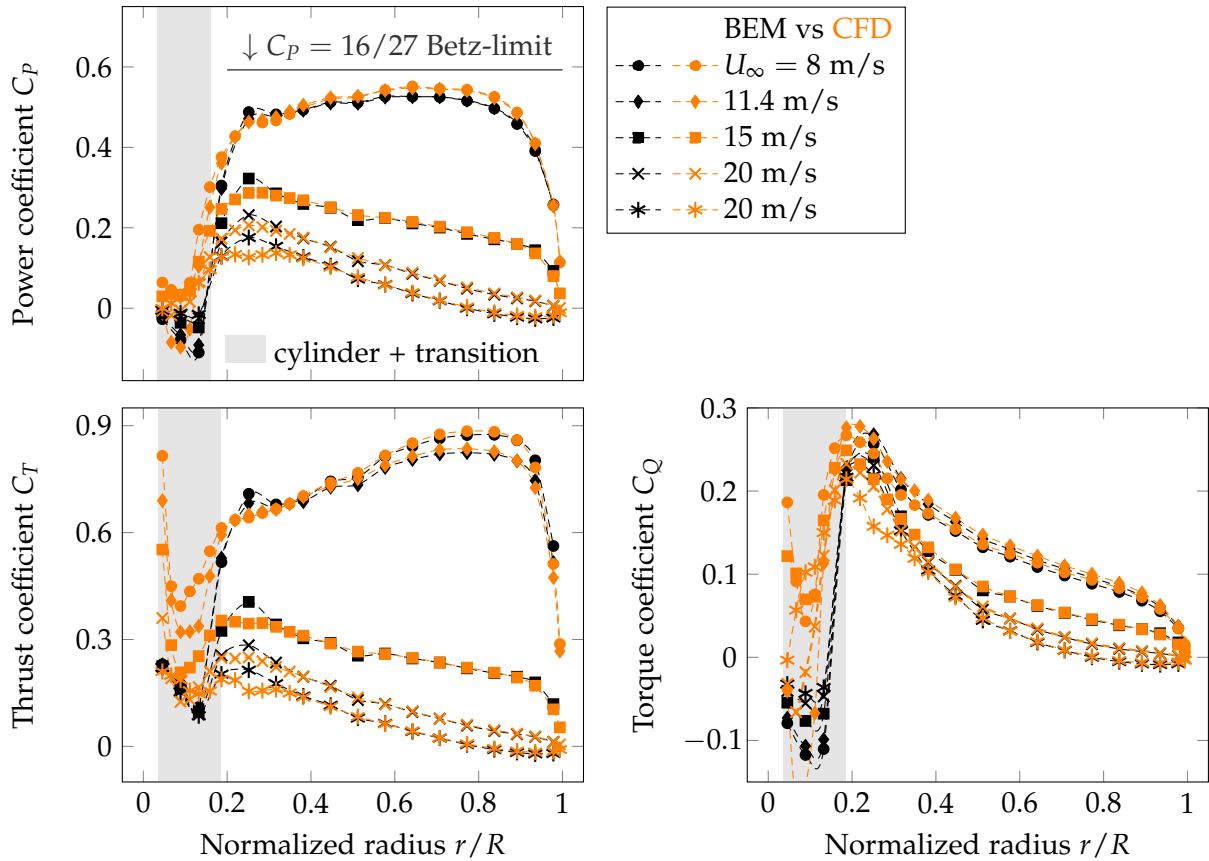 ↓ C_P = 16/27 Betz-limit
0.6
0.4
0.2
0
Power coefficient C_P
cylinder + transition
BEM vs CFD
U_∞ = 8 m/s
11.4 m/s
15 m/s
20 m/s
20 m/s
0.9
0.6
0.3
0
Thrust coefficient C_T
0 0.2 0.4 0.6 0.8 1
Normalized radius r/R
0.3
0.2
0.1
0
−0.1
Torque coefficient C_Q
0 0.2 0.4 0.6 0.8 1
Normalized radius r/R